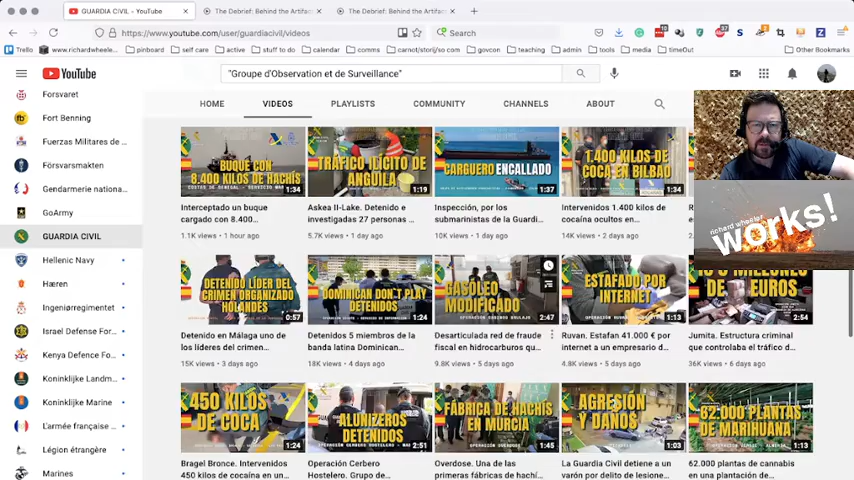 GUARDIA CIVIL - YouTube
The Debrief: Behind the Artifac
The Debrief: Behind the Artifac
https://www.youtube.com/user/guardiacivil/videos
Search
Trello
www.richardwheele...
pinboard
self care
active
stuff to do
calendar
comms
carnot/storij/so com
govcon
teaching
admin
tools
media
timeOut
Other Bookmarks
YouTube
"Groupe d'Observation et de Surveillance"
HOME
VIDEOS
PLAYLISTS
COMMUNITY
CHANNELS
ABOUT
Forsvaret
Fort Benning
Fuerzas Militares de ...
Försvarsmakten
Gendarmerie nationa...
GoArmy
GUARDIA CIVIL
Hellenic Navy
Hæren
Ingeniørregimentet
Israel Defense For...
Kenya Defence Fo...
Koninklijke Landm...
Koninklijke Marine
L'armée française ...
Légion étrangère
Marines
BUQUE CON
8.400 KILOS DE HACHÍS
1:34
Interceptado un buque
cargado con 8.400...
1.1K views • 1 hour ago
TRÁFICO ILÍCITO DE
ANGUILA
1:19
Askea II-Lake. Detenido e
investigadas 27 personas ...
5.7K views • 1 day ago
CARGUERO ENCALLADO
1:37
Inspección, por los
submarinistas de la Guardi...
10K views • 1 day ago
1.400 KILOS DE
COCA EN BILBAO
1:34
Intervenidos 1.400 kilos de
cocaína ocultos en ...
14K views • 2 days ago
richard wheeler
works!
DETENIDO LÍDER DEL
CRIMEN ORGANIZADO
HOLANDÉS
0:57
Detenido en Málaga uno de
los líderes del crimen...
15K views • 3 days ago
DOMINICAN DON'T PLAY
DETENIDOS
1:24
Detenidos 5 miembros de la
banda latina Dominican...
18K views • 4 days ago
GASÓLEO
MODIFICADO
2:47
Desarticulada red de fraude
fiscal en hidrocarburos qu...
9.8K views • 5 days ago
ESTAFADO POR
INTERNET
1:13
Ruvan. Estafan 41.000 € por
internet a un empresario d...
4.8K views • 5 days ago
DE EUROS
2:54
Jumita. Estructura criminal
que controlaba el tráfico d...
36K views • 6 days ago
450 KILOS
DE COCA
1:24
Bragel Bronce. Intervenidos
450 kilos de cocaína en un...
ALUNIZEROS
DETENIDOS
2:51
Operación Cerbero
Hostelero. Grupo de...
FÁBRICA DE HACHÍS
EN MURCIA
1:45
Overdose. Una de las
primeras fábricas de hachí...
AGRESIÓN
Y DAÑOS
1:03
La Guardia Civil detiene a un
varón por delito de lesione...
62.000 PLANTAS
DE MARIHUANA
1:13
62.000 plantas de cannabis
en una plantación de...